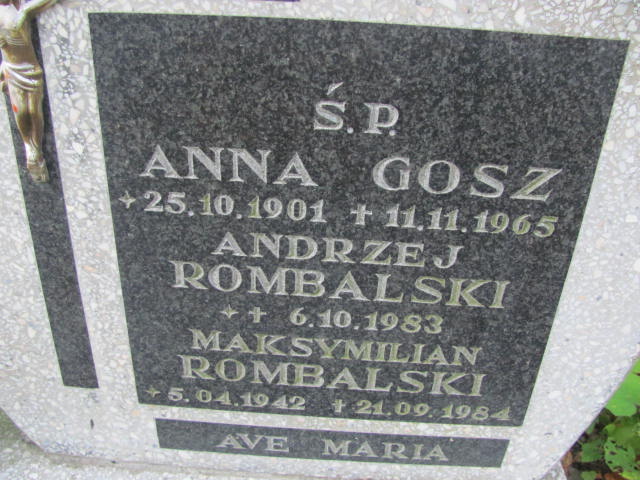 Ś.P.
ANNA GOSZ
* 25.10.1901 + 11.11.1965
ANDRZEJ
ROMBALSKI
* + 6.10.1983
MAKSYMILIAN
ROMBALSKI
* 5.04.1942 + 21.09.1984
AVE MARIA